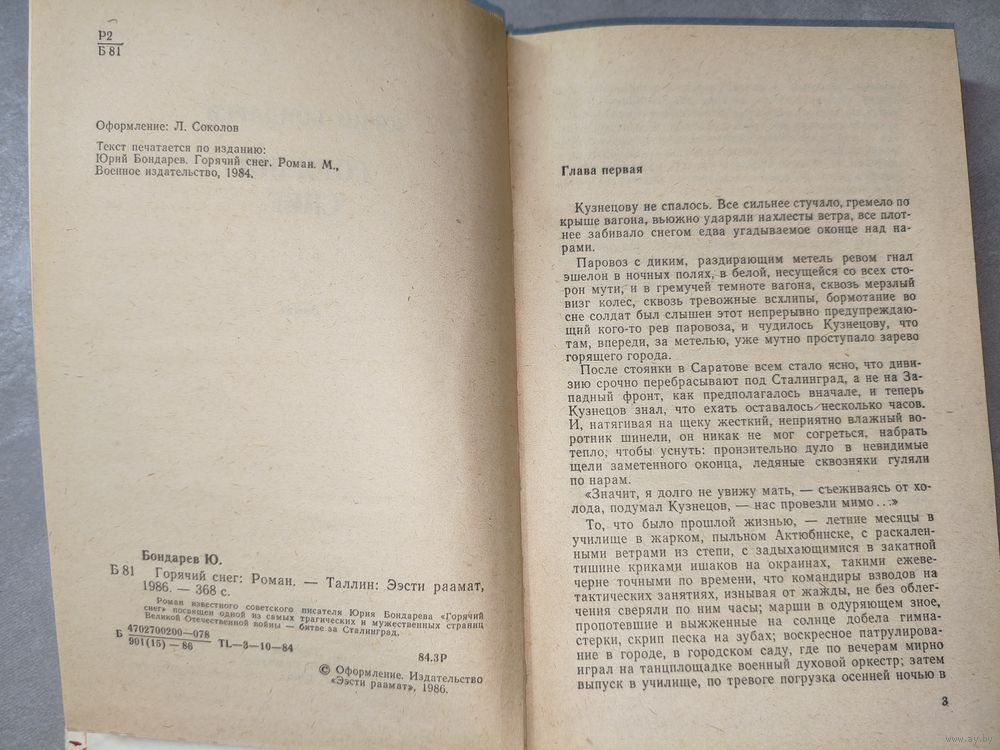 Р2
Б 81
Оформление: Л. Соколов
Текст печатается по изданию:
Юрий Бондарев. Горячий снег. Роман. М.,
Военное издательство, 1984.
Бондарев Ю.
Б 81 Горячий снег: Роман. — Таллин: Ээсти раамат,
1986. — 368 с.
Роман известного советского писателя Юрия Бондарева «Горячий
снег» посвящен одной из самых трагических и мужественных страниц
Великой Отечественной войны — битве за Сталинград.
Б 4702700200—078
901(15)—86 TL—3—10—84
84.3Р
© Оформление. Издательство
«Ээсти раамат», 1986.
Глава первая
Кузнецову не спалось. Все сильнее стучало, гремело по
крыше вагона, вьюжно ударяли нахлесты ветра, все плот-
нее забивало снегом едва угадываемое оконце над на-
рами.
Паровоз с диким, раздирающим метель ревом гнал
эшелон в ночных полях, в белой, несущейся со всех сто-
рон мути, и в гремучей темноте вагона, сквозь мерзлый
визг колес, сквозь тревожные всхлипы, бормотание во
сне солдат был слышен этот непрерывно предупреждаю-
щий кого-то рев паровоза, и чудилось Кузнецову, что
там, впереди, за метелью, уже мутно проступало зарево
горящего города.
После стоянки в Саратове всем стало ясно, что диви-
зию срочно перебрасывают под Сталинград, а не на За-
падный фронт, как предполагалось вначале, и теперь
Кузнецов знал, что ехать оставалось несколько часов.
И, натягивая на щеку жесткий, неприятно влажный во-
ротник шинели, он никак не мог согреться, набрать
тепло, чтобы уснуть: пронзительно дуло в невидимые
щели заметенного оконца, ледяные сквозняки гуляли
по нарам.
«Значит, я долго не увижу мать, — съеживаясь от хо-
лода, подумал Кузнецов, — нас провезли мимо...»
То, что было прошлой жизнью, — летние месяцы в
училище в жарком, пыльном Актюбинске, с раскален-
ными ветрами из степи, с задыхающимися в закатной
тишине криками ишаков на окраинах, такими ежеве-
черне точными по времени, что командиры взводов на
тактических занятиях, изнывая от жажды, не без облег-
чения сверяли по ним часы; марши в одуряющем зное,
пропотевшие и выжженные на солнце добела гимна-
стерки, скрип песка на зубах; воскресное патрулирова-
ние в городе, в городском саду, где по вечерам мирно
играл на танцплощадке военный духовой оркестр; затем
выпуск в училище, по тревоге погрузка осенней ночью в
3
www.ay.by